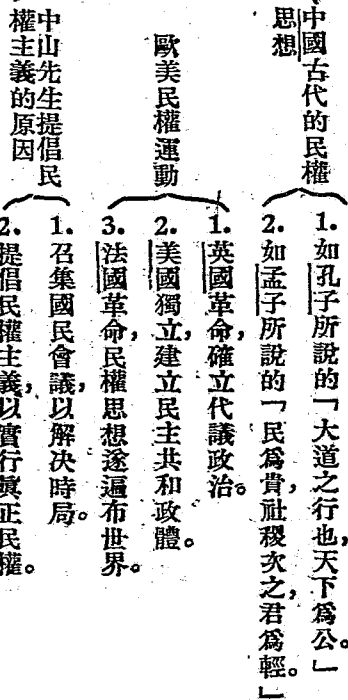 中國古代的民權
思想
1. 如孔子所說的「大道之行也，天下爲公。」
2. 如孟子所說的「民爲貴，社稷次之，君爲輕。」
歐美民權運動
1. 英國革命，確立代議政治。
2. 美國獨立，建立民主共和政體。
3. 法國革命，民權思想遂遍布世界。
中山先生提倡民
權主義的原因
1. 召集國民會議，以解決時局。
2. 提倡民權主義，以實行眞正民權。